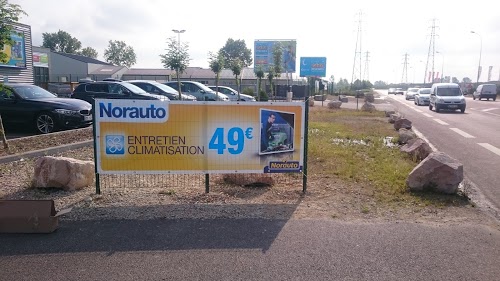 Norauto
ENTRETIEN
CLIMATISATION
49€
Norauto